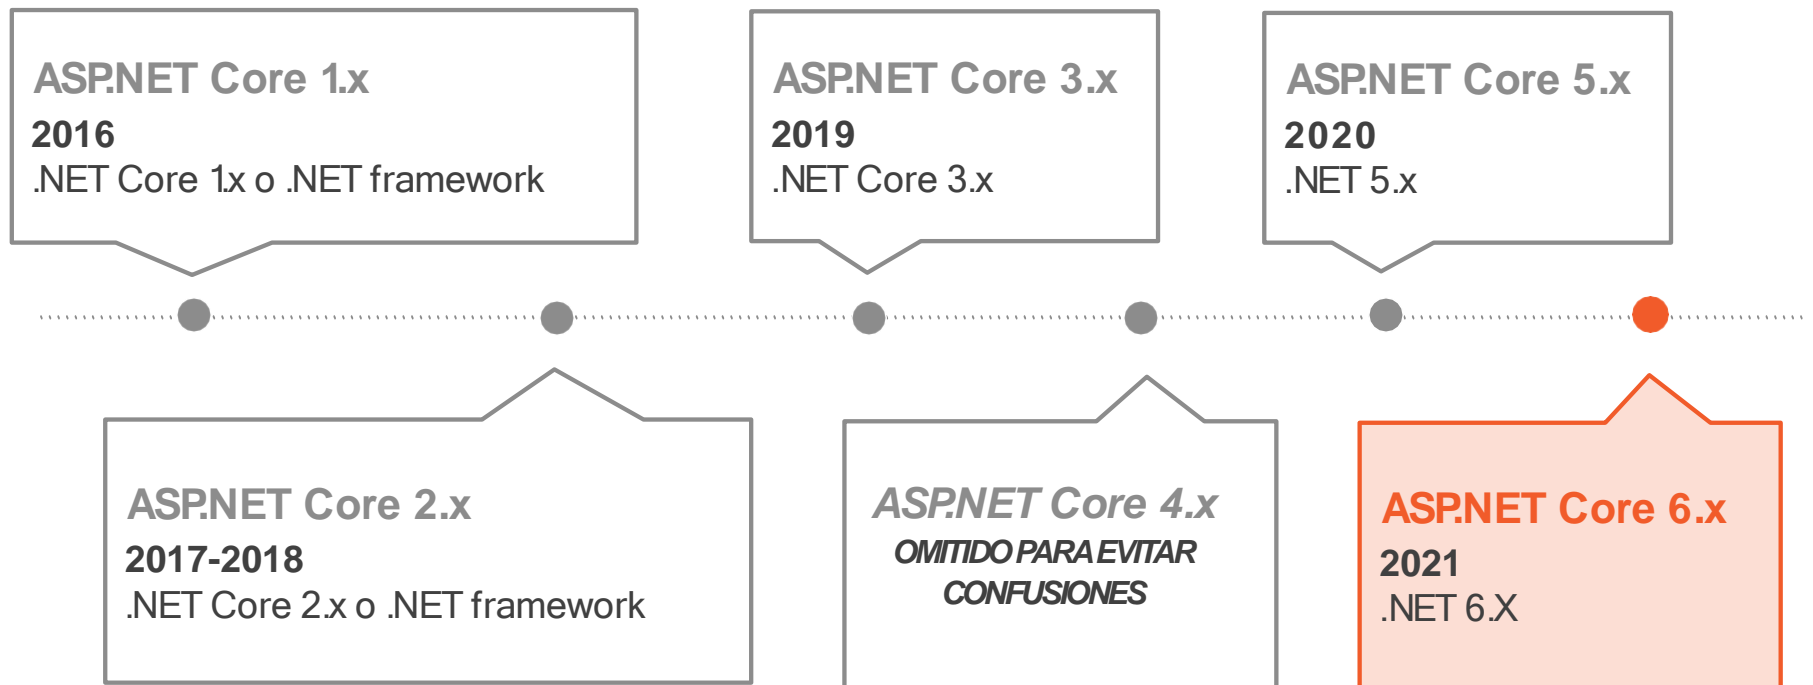 ASP.NET Core 1.x
2016
.NET Core 1.x o .NET framework
ASP.NET Core 3.x
2019
.NET Core 3.x
ASP.NET Core 5.x
2020
.NET 5.x
ASP.NET Core 2.x
2017-2018
.NET Core 2.x o .NET framework
ASP.NET Core 4.x
OMITIDO PARA EVITAR
CONFUSIONES
ASP.NET Core 6.x
2021
.NET 6.X